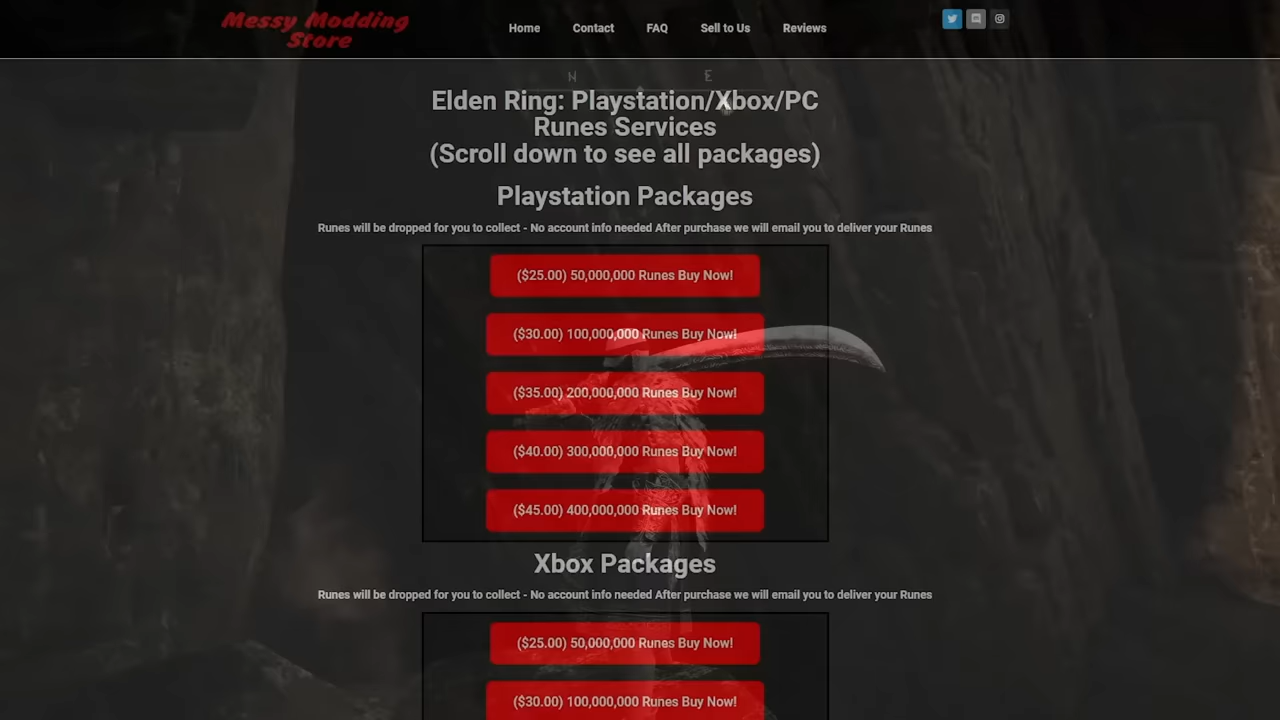 Messy Modding
Store
Home
Contact
FAQ
Sell to Us
Reviews
N
E
Elden Ring: Playstation/Xbox/PC
Runes Services
(Scroll down to see all packages)
Playstation Packages
Runes will be dropped for you to collect - No account info needed After purchase we will email you to deliver your Runes
($25.00) 50,000,000 Runes Buy Now!
($30.00) 100,000,000 Runes Buy Now!
($35.00) 200,000,000 Runes Buy Now!
($40.00) 300,000,000 Runes Buy Now!
($45.00) 400,000,000 Runes Buy Now!
Xbox Packages
Runes will be dropped for you to collect - No account info needed After purchase we will email you to deliver your Runes
($25.00) 50,000,000 Runes Buy Now!
($30.00) 100,000,000 Runes Buy Now!